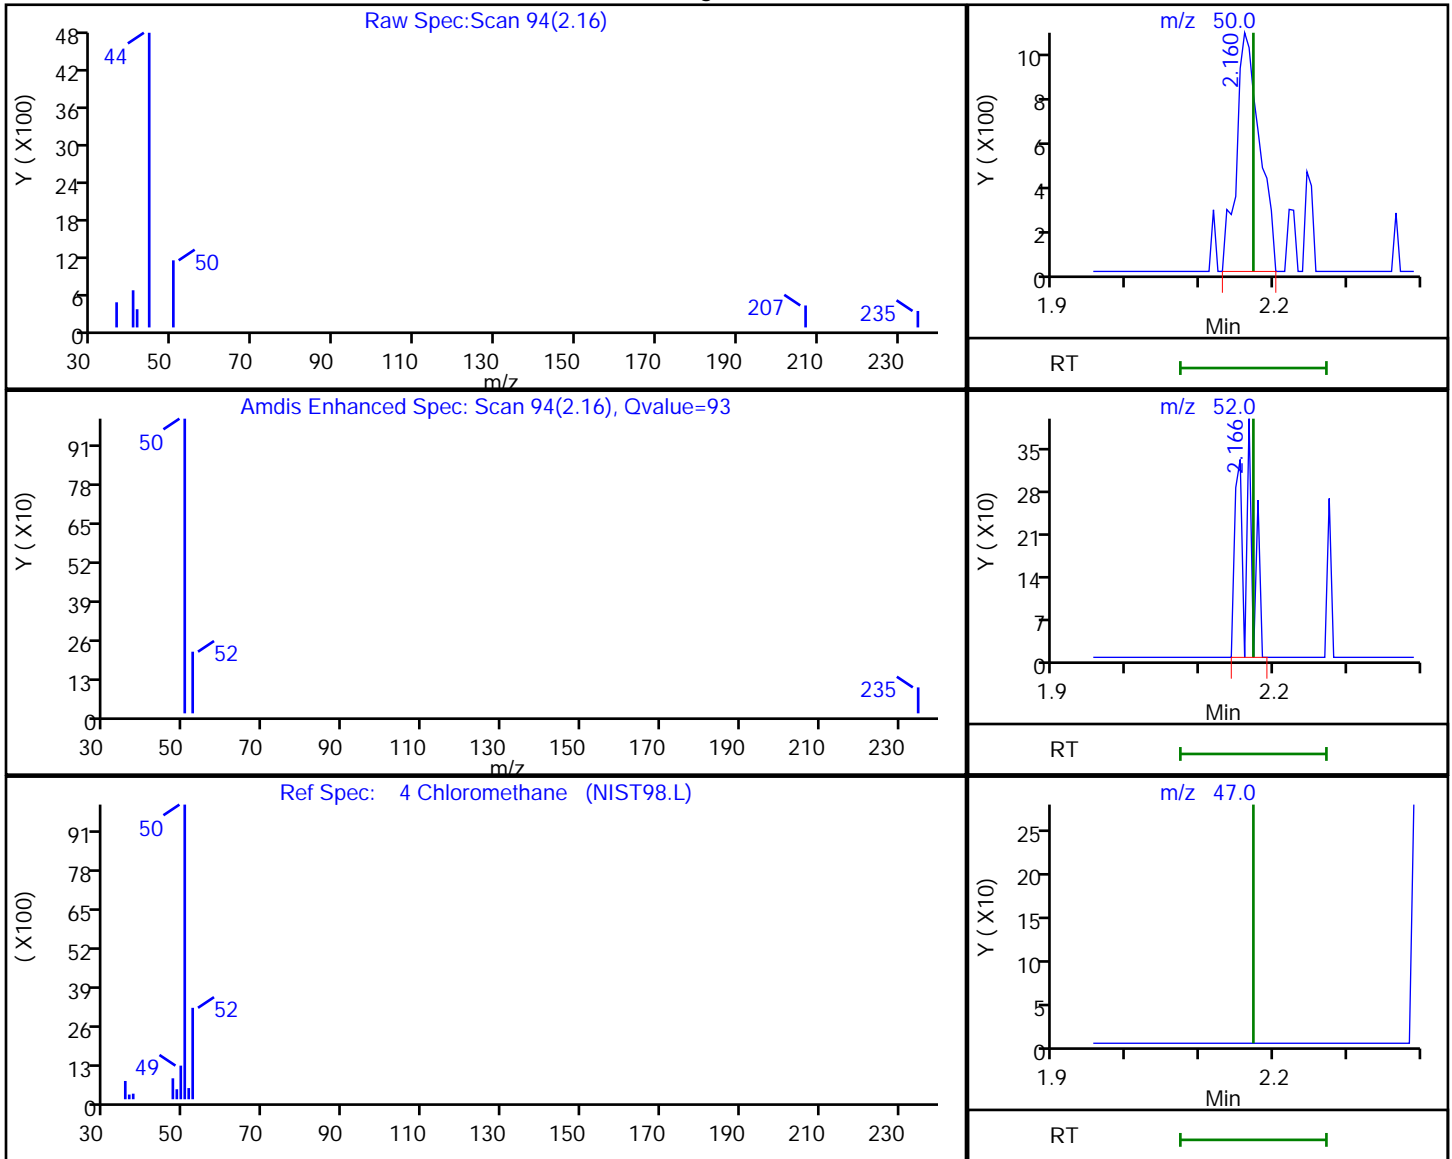 Raw Spec:Scan 94(2.16)
Y ( X100)
48
42
36
30
24
18
12
6
0
44
50
207
235
30 50 70 90 110 130 150 170 190 210 230
m/z
m/z 50.0
Y ( X100)
10
8
6
4
2
0
2.160
1.9 2.2
Min
RT
Amdis Enhanced Spec: Scan 94(2.16), Qvalue=93
Y ( X10)
91
78
65
52
39
26
13
0
50
52
235
30 50 70 90 110 130 150 170 190 210 230
m/z
m/z 52.0
Y ( X10)
35
28
21
14
7
0
2.166
1.9 2.2
Min
RT
Ref Spec: 4 Chloromethane (NIST98.L)
( X100)
91
78
65
52
39
26
13
0
50
52
49
30 50 70 90 110 130 150 170 190 210 230
m/z 47.0
Y ( X10)
25
20
15
10
5
0
1.9 2.2
Min
RT